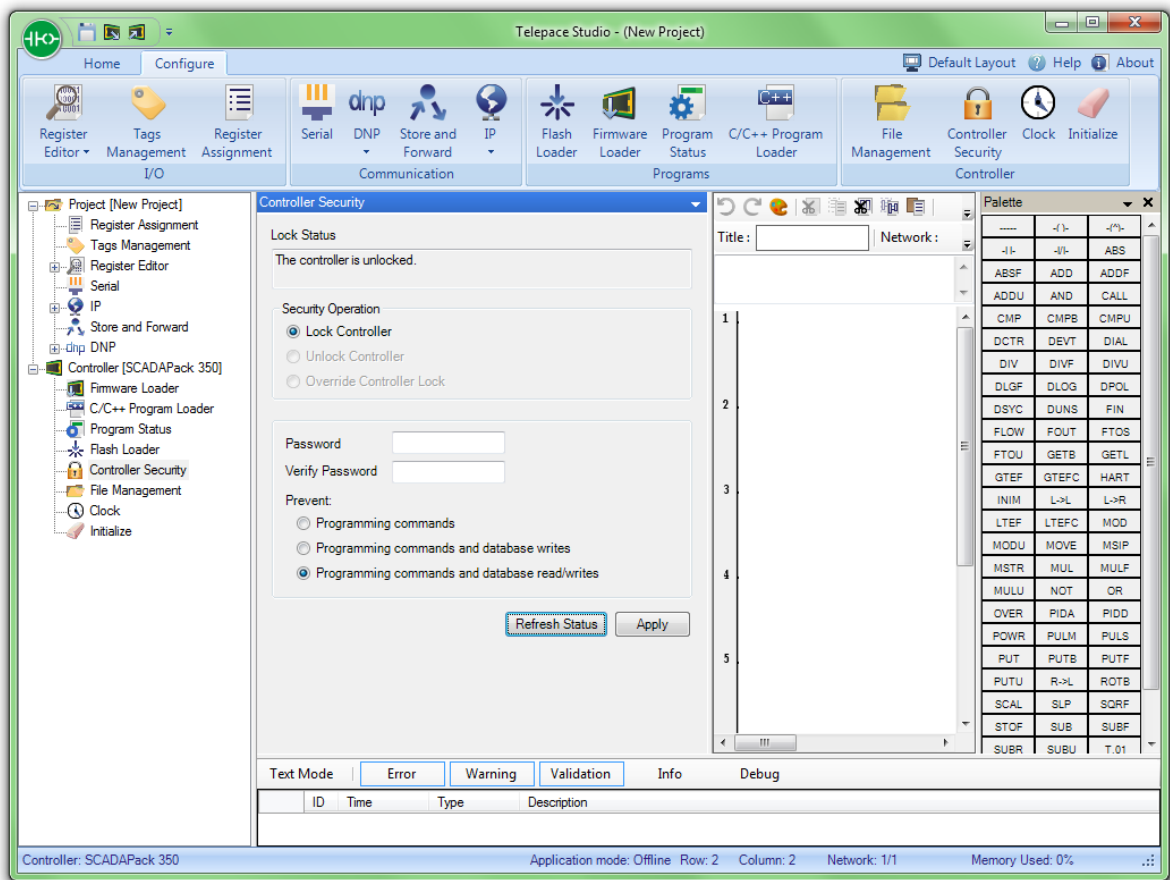 Telepace Studio - (New Project)
Home Configure Default Layout Help About
Register Editor Tags Management Register Assignment Serial DNP Store and Forward IP Flash Loader Firmware Loader Program Status C/C++ Program Loader File Management Controller Security Clock Initialize
I/O Communication Programs Controller
Project [New Project]
Register Assignment
Tags Management
Register Editor
Serial
IP
Store and Forward
dnp DNP
Controller [SCADAPack 350]
Firmware Loader
C/C++ Program Loader
Program Status
Flash Loader
Controller Security
File Management
Clock
Initialize
Controller Security
Lock Status
The controller is unlocked.
Security Operation
Lock Controller
Unlock Controller
Override Controller Lock
Password
Verify Password
Prevent:
Programming commands
Programming commands and database writes
Programming commands and database read/writes
Refresh Status Apply
Title : Network :
1
2
3
4
5
Palette
----- -( )- -(^)-
-| |- -|/|- ABS
ABSF ADD ADDF
ADDU AND CALL
CMP CMPB CMPU
DCTR DEVT DIAL
DIV DIVF DIVU
DLGF DLOG DPOL
DSYC DUNS FIN
FLOW FOUT FTOS
FTOU GETB GETL
GTEF GTEFC HART
INIM L->L L->R
LTEF LTEFC MOD
MODU MOVE MSIP
MSTR MUL MULF
MULU NOT OR
OVER PIDA PIDD
POWR PULM PULS
PUT PUTB PUTF
PUTU R->L ROTB
SCAL SLP SQRF
STOF SUB SUBF
SUBR SUBU T.01
Text Mode Error Warning Validation Info Debug
ID Time Type Description
Controller: SCADAPack 350 Application mode: Offline Row: 2 Column: 2 Network: 1/1 Memory Used: 0%